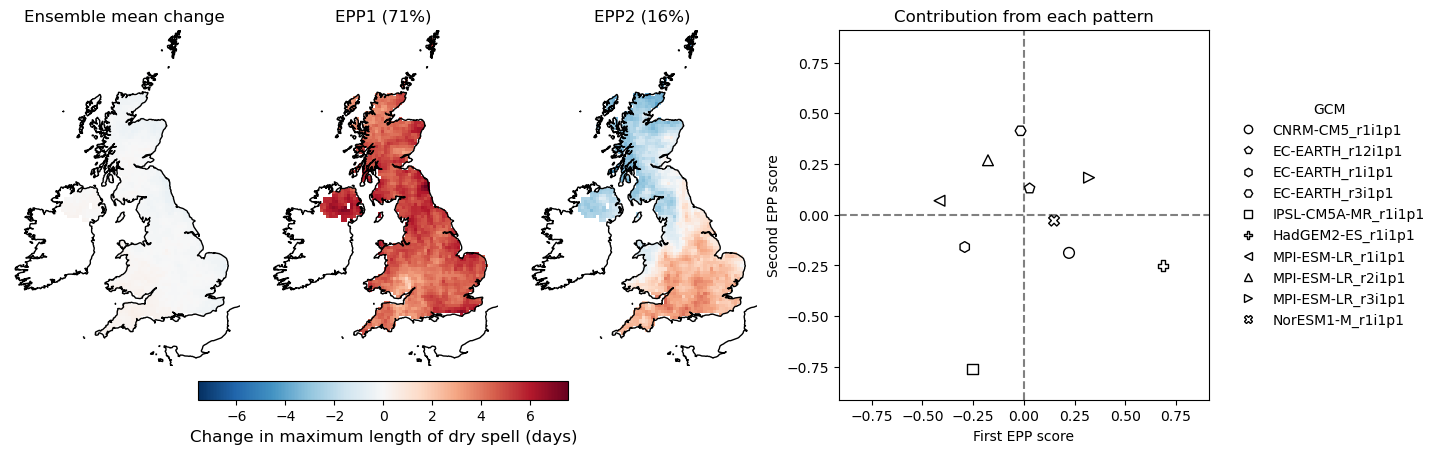 Ensemble mean change
EPP1 (71%)
EPP2 (16%)
−6 −4 −2 0 2 4 6
Change in maximum length of dry spell (days)
Contribution from each pattern
Second EPP score
0.75
0.50
0.25
0.00
−0.25
−0.50
−0.75
−0.75 −0.50 −0.25 0.00 0.25 0.50 0.75
First EPP score
GCM
CNRM-CM5_r1i1p1
EC-EARTH_r12i1p1
EC-EARTH_r1i1p1
EC-EARTH_r3i1p1
IPSL-CM5A-MR_r1i1p1
HadGEM2-ES_r1i1p1
MPI-ESM-LR_r1i1p1
MPI-ESM-LR_r2i1p1
MPI-ESM-LR_r3i1p1
NorESM1-M_r1i1p1